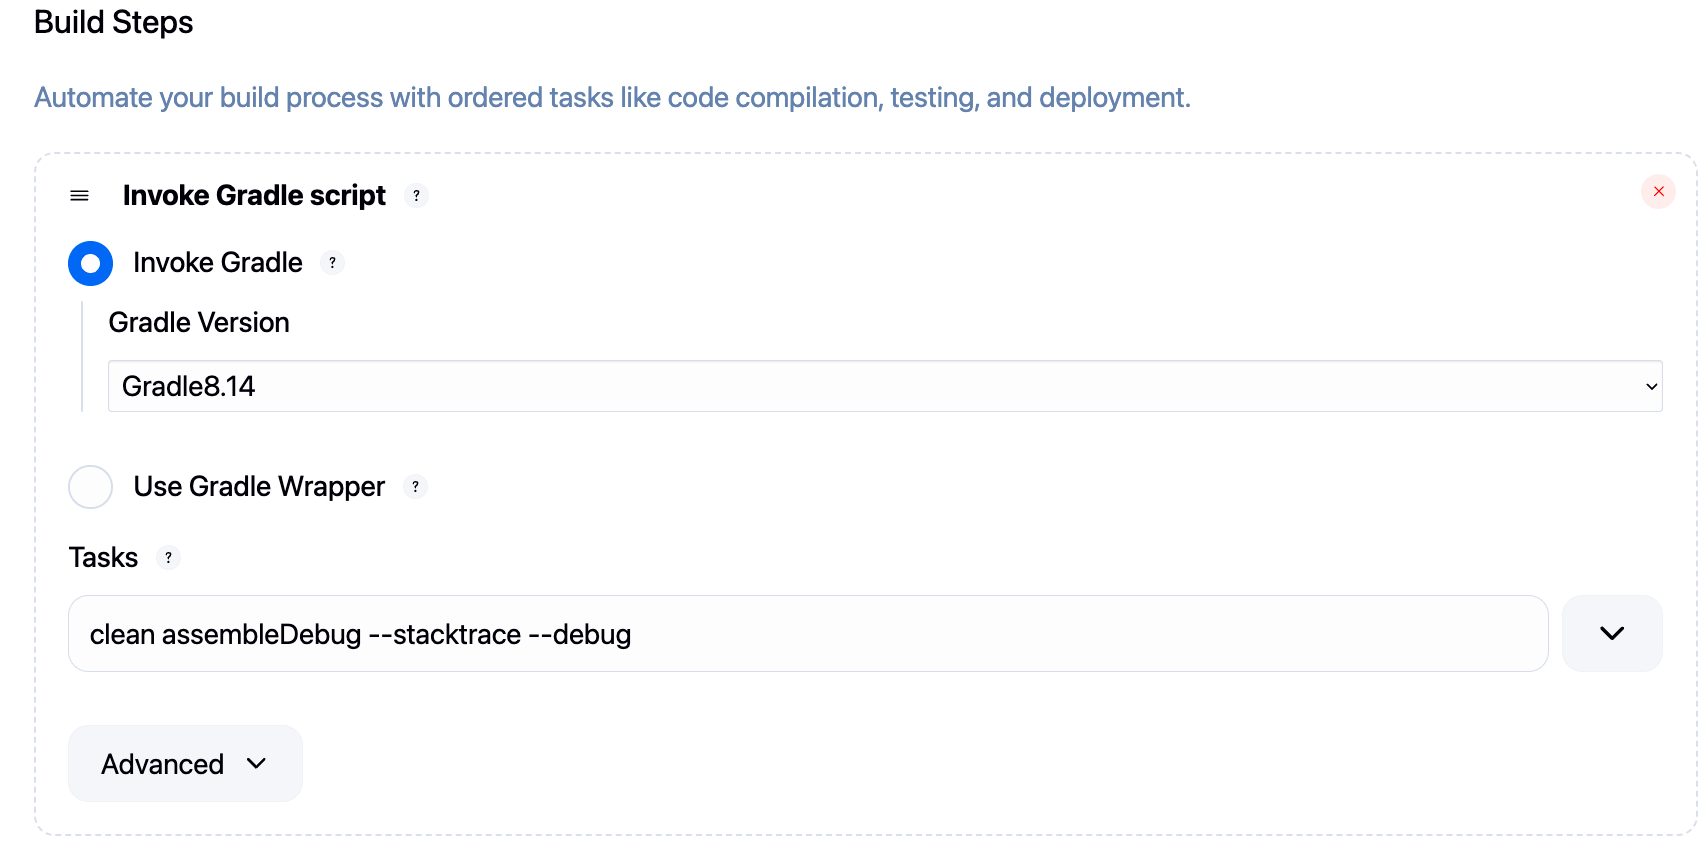 Build Steps
Automate your build process with ordered tasks like code compilation, testing, and deployment.
Invoke Gradle script ?
Invoke Gradle ?
Gradle Version
Gradle8.14
Use Gradle Wrapper ?
Tasks ?
clean assembleDebug --stacktrace --debug
Advanced